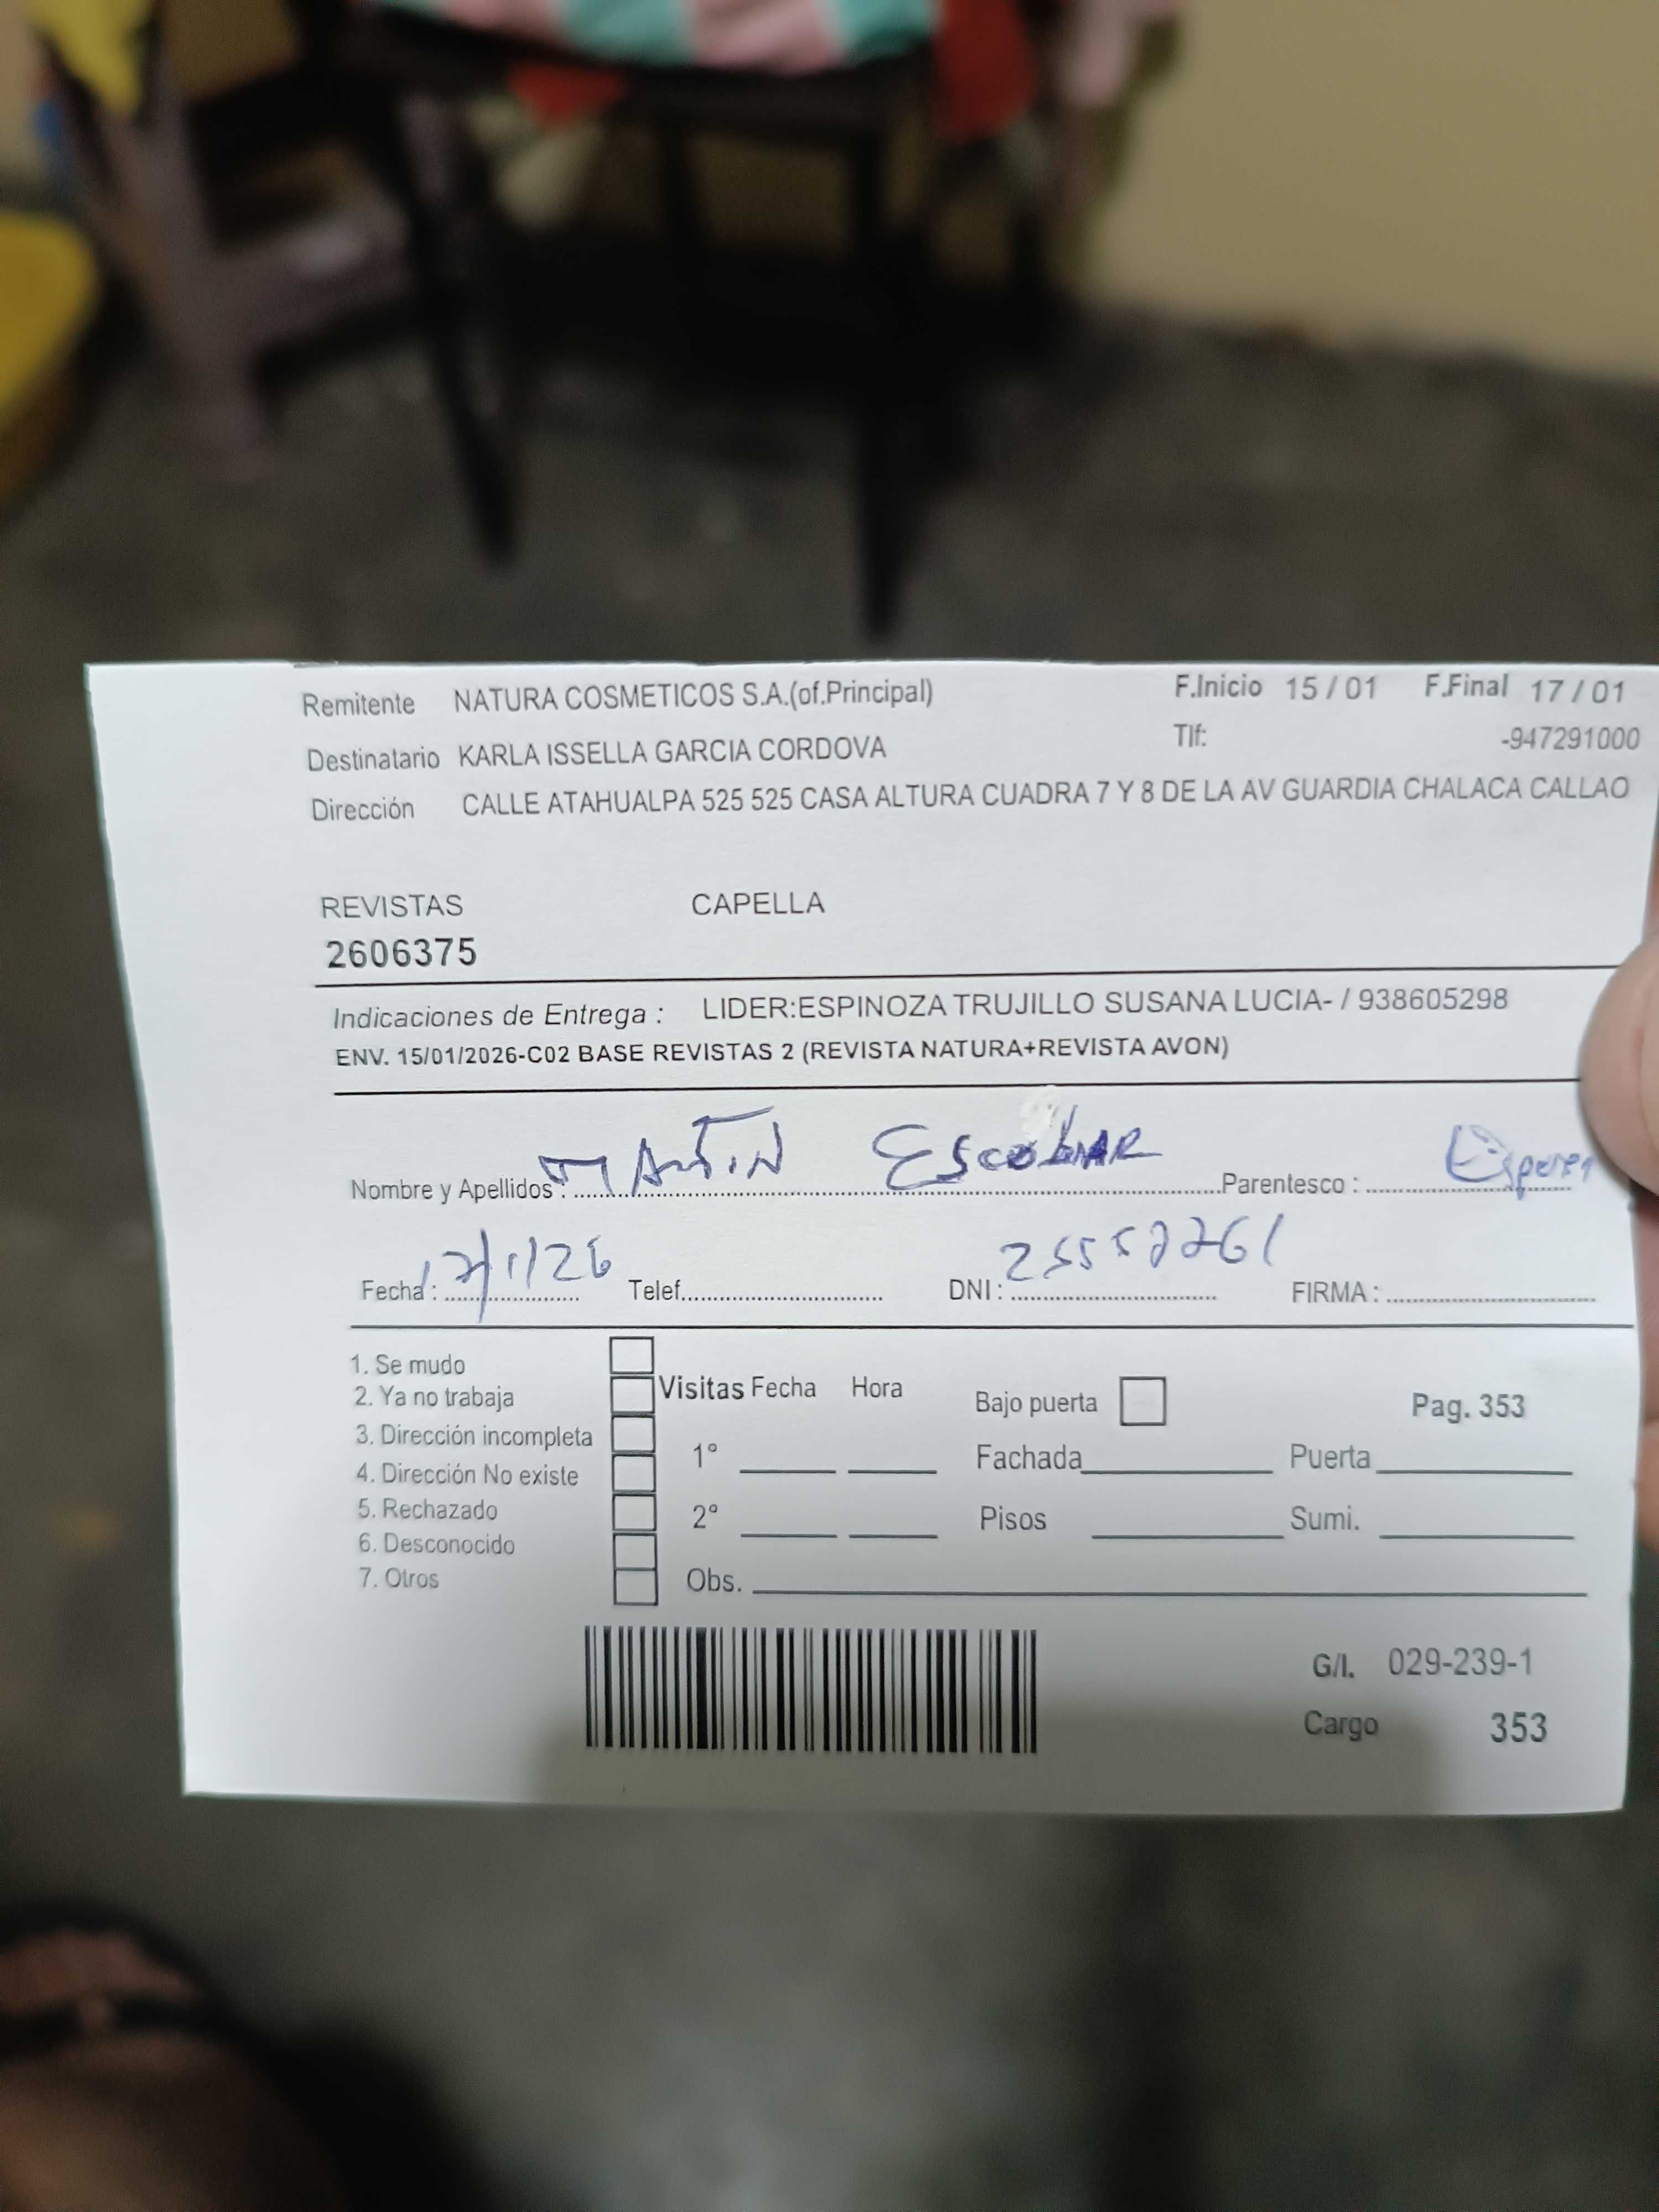 Remitente NATURA COSMETICOS S.A.(of.Principal) F.Inicio 15 / 01 F.Final 17 / 01
Destinatario KARLA ISSELLA GARCIA CORDOVA Tlf: -947291000
Dirección CALLE ATAHUALPA 525 525 CASA ALTURA CUADRA 7 Y 8 DE LA AV GUARDIA CHALACA CALLAO
REVISTAS CAPELLA
2606375
Indicaciones de Entrega : LIDER:ESPINOZA TRUJILLO SUSANA LUCIA- / 938605298
ENV. 15/01/2026-C02 BASE REVISTAS 2 (REVISTA NATURA+REVISTA AVON)
Nombre y Apellidos : MARTIN ESCOBAR Parentesco :
Fecha : 17/1/26 Telef. DNI : FIRMA :
1. Se mudo
2. Ya no trabaja Visitas Fecha Hora Bajo puerta Pag. 353
3. Dirección incompleta 1° Fachada Puerta
4. Dirección No existe
5. Rechazado 2° Pisos Sumi.
6. Desconocido
7. Otros Obs.
G/I. 029-239-1
Cargo 353